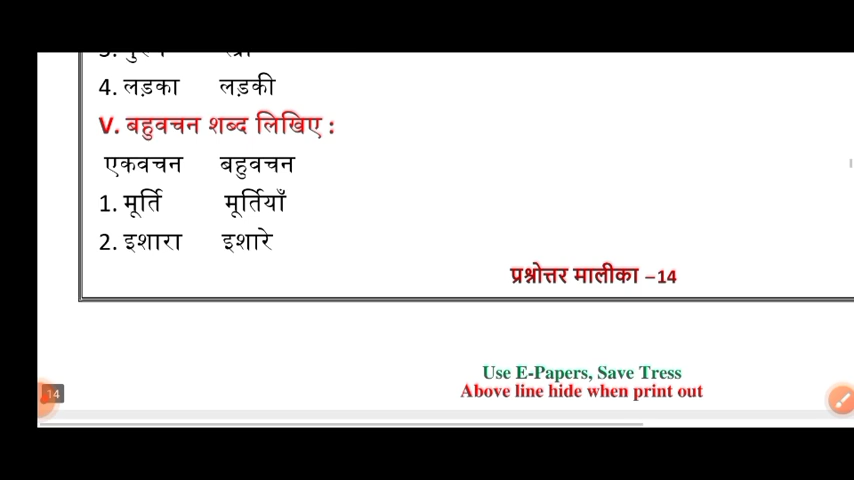 4. लड़का लड़की
V. बहुवचन शब्द लिखिए :
एकवचन बहुवचन
1. मूर्ति मूर्तियाँ
2. इशारा इशारे
प्रश्नोत्तर मालीका –14
Use E-Papers, Save Tress
14
Above line hide when print out